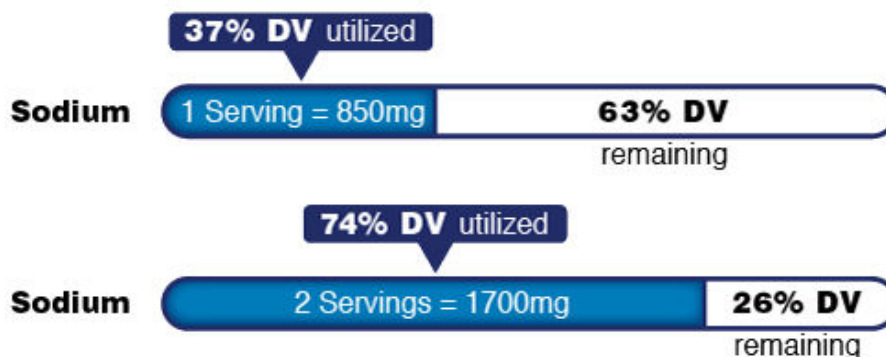 37% DV utilized
Sodium 1 Serving = 850mg 63% DV
remaining
74% DV utilized
Sodium 2 Servings = 1700mg 26% DV
remaining